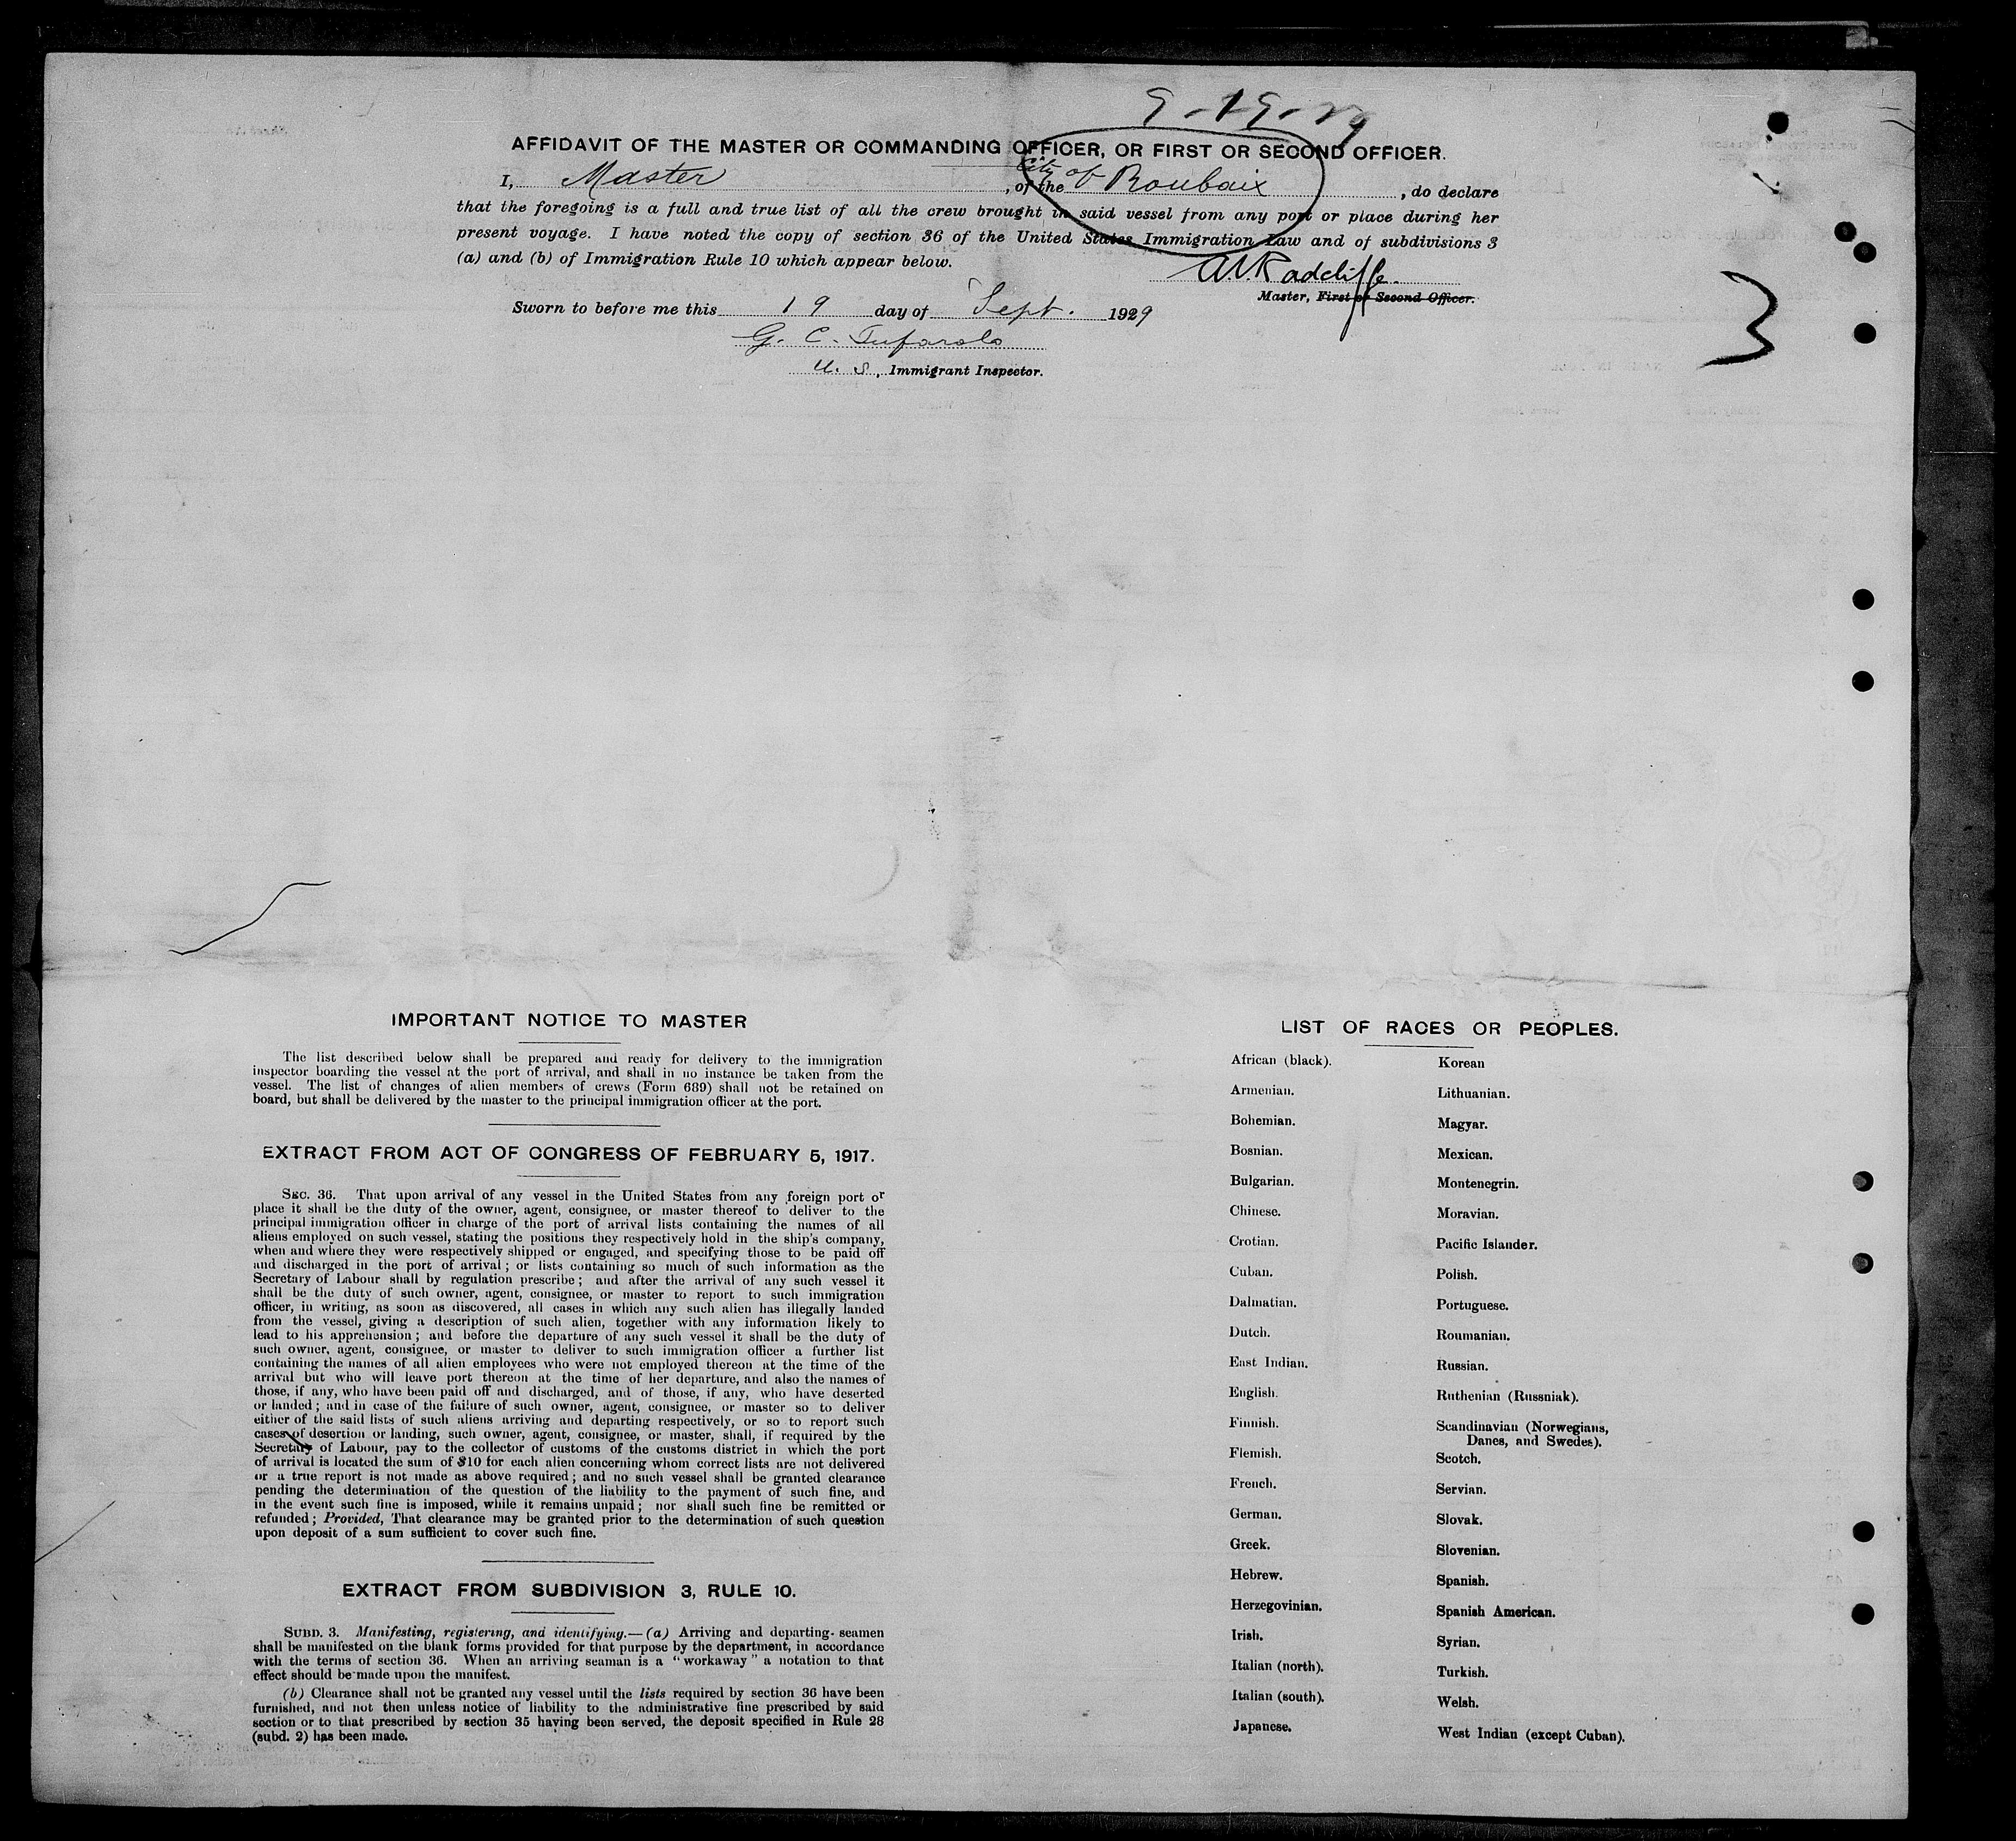 9-19-29
AFFIDAVIT OF THE MASTER OR COMMANDING OFFICER, OR FIRST OR SECOND OFFICER.
I, Master, of the City of Roubaix, do declare
that the foregoing is a full and true list of all the crew brought in said vessel from any port or place during her
present voyage. I have noted the copy of section 36 of the United States Immigration Law and of subdivisions 3
(a) and (b) of Immigration Rule 10 which appear below.
Radcliffe.
Master, First or Second Officer.
3
Sworn to before me this 19 day of Sept. 1929
G. C. Tufarolo
U. S. Immigrant Inspector.
IMPORTANT NOTICE TO MASTER
The list described below shall be prepared and ready for delivery to the immigration
inspector boarding the vessel at the port of arrival, and shall in no instance be taken from the
vessel. The list of changes of alien members of crews (Form 689) shall not be retained on
board, but shall be delivered by the master to the principal immigration officer at the port.
EXTRACT FROM ACT OF CONGRESS OF FEBRUARY 5, 1917.
SEC. 36. That upon arrival of any vessel in the United States from any foreign port or
place it shall be the duty of the owner, agent, consignee, or master thereof to deliver to the
principal immigration officer in charge of the port of arrival lists containing the names of all
aliens employed on such vessel, stating the positions they respectively hold in the ship's company,
when and where they were respectively shipped or engaged, and specifying those to be paid off
and discharged in the port of arrival; or lists containing so much of such information as the
Secretary of Labour shall by regulation prescribe; and after the arrival of any such vessel it
shall be the duty of such owner, agent, consignee, or master to report to such immigration
officer, in writing, as soon as discovered, all cases in which any such alien has illegally landed
from the vessel, giving a description of such alien, together with any information likely to
lead to his apprehension; and before the departure of any such vessel it shall be the duty of
such owner, agent, consignee, or master to deliver to such immigration officer a further list
containing the names of all alien employees who were not employed thereon at the time of the
arrival but who will leave port thereon at the time of her departure, and also the names of
those, if any, who have been paid off and discharged, and of those, if any, who have deserted
or landed; and in case of the failure of such owner, agent, consignee, or master so to deliver
either of the said lists of such aliens arriving and departing respectively, or so to report such
cases of desertion or landing, such owner, agent, consignee, or master, shall, if required by the
Secretary of Labour, pay to the collector of customs of the customs district in which the port
of arrival is located the sum of $10 for each alien concerning whom correct lists are not delivered
or a true report is not made as above required; and no such vessel shall be granted clearance
pending the determination of the question of the liability to the payment of such fine, and
in the event such fine is imposed, while it remains unpaid; nor shall such fine be remitted or
refunded; Provided, That clearance may be granted prior to the determination of such question
upon deposit of a sum sufficient to cover such fine.
EXTRACT FROM SUBDIVISION 3, RULE 10.
SUBD. 3. Manifesting, registering, and identifying.—(a) Arriving and departing seamen
shall be manifested on the blank forms provided for that purpose by the department, in accordance
with the terms of section 36. When an arriving seaman is a "workaway" a notation to that
effect should be made upon the manifest.
(b) Clearance shall not be granted any vessel until the lists required by section 36 have been
furnished, and not then unless notice of liability to the administrative fine prescribed by said
section or to that prescribed by section 35 having been served, the deposit specified in Rule 28
(subd. 2) has been made.
LIST OF RACES OR PEOPLES.
African (black).
Armenian.
Bohemian.
Bosnian.
Bulgarian.
Chinese.
Crotian.
Cuban.
Dalmatian.
Dutch.
East Indian.
English.
Finnish.
Flemish.
French.
German.
Greek.
Hebrew.
Herzegovinian.
Irish.
Italian (north).
Italian (south).
Japanese.
Korean
Lithuanian.
Magyar.
Mexican.
Montenegrin.
Moravian.
Pacific Islander.
Polish.
Portuguese.
Roumanian.
Russian.
Ruthenian (Russniak).
Scandinavian (Norwegians,
Danes, and Swedes).
Scotch.
Servian.
Slovak.
Slovenian.
Spanish.
Spanish American.
Syrian.
Turkish.
Welsh.
West Indian (except Cuban).